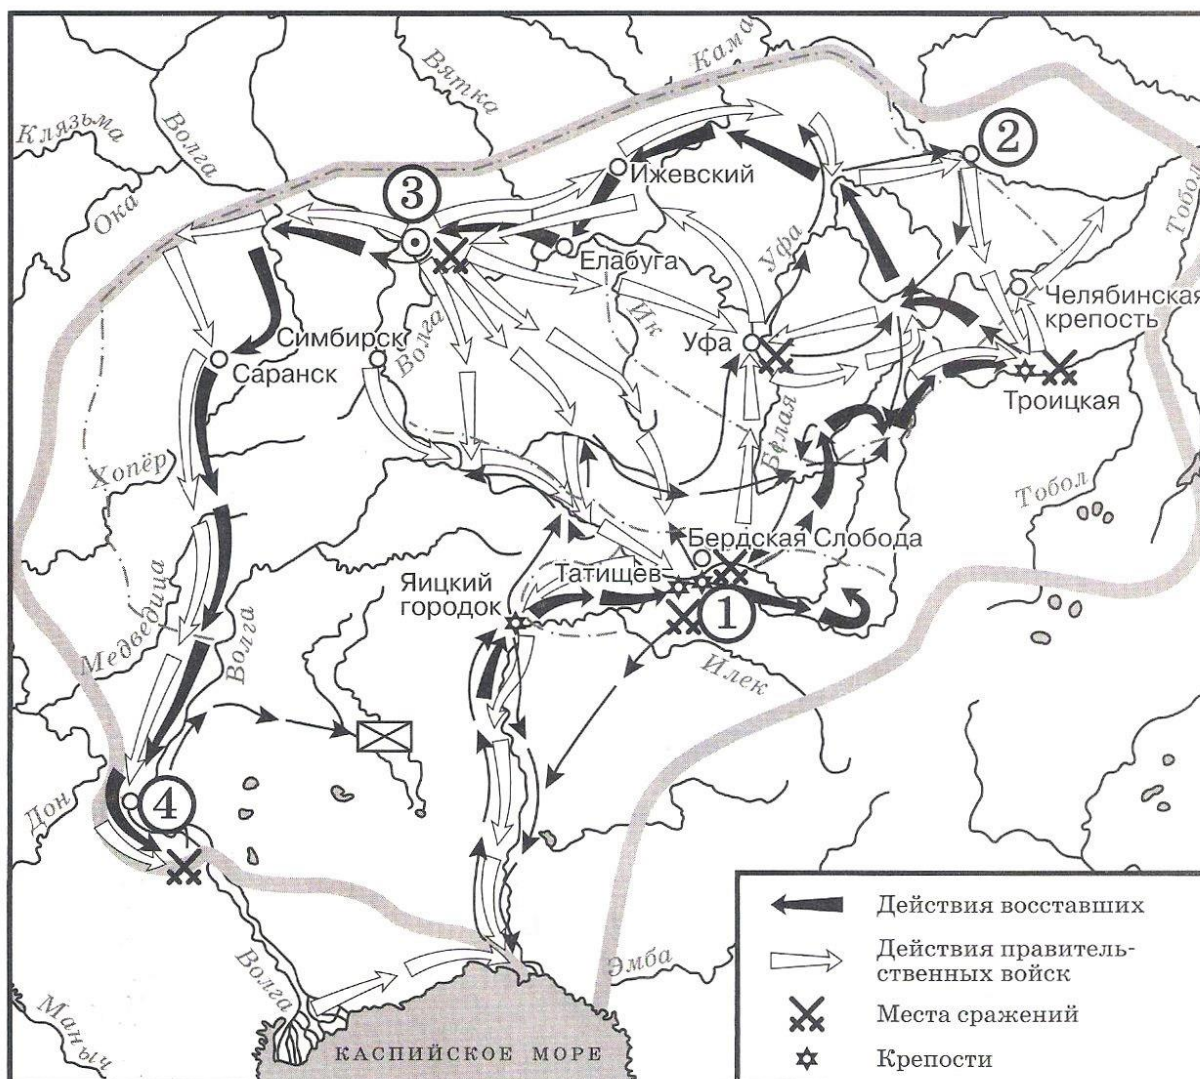 Кама
Вятка
Клязьма
Волга
Ока
2
3
Ижевский
Тобол
Елабуга
Уфа
Ик
Челябинская
крепость
Волга
Симбирск
Саранск
Уфа
Троицкая
Белая
Хопёр
Тобол
Бердская Слобода
Татищев
Яицкий
городок
1
Медведица
Волга
Илек
Дон
4
Эмба
Волга
Маныч
КАСПИЙСКОЕ МОРЕ
Действия восставших
Действия правитель-
ственных войск
Места сражений
Крепости